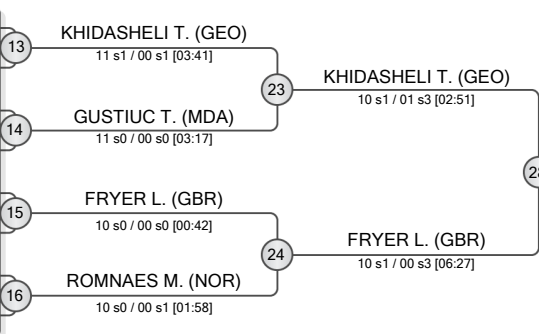 13
KHIDASHELI T. (GEO)
11 s1 / 00 s1 [03:41]
23
KHIDASHELI T. (GEO)
10 s1 / 01 s3 [02:51]
14
GUSTIUC T. (MDA)
11 s0 / 00 s0 [03:17]
15
FRYER L. (GBR)
10 s0 / 00 s0 [00:42]
24
FRYER L. (GBR)
10 s1 / 00 s3 [06:27]
16
ROMNAES M. (NOR)
10 s0 / 00 s1 [01:58]